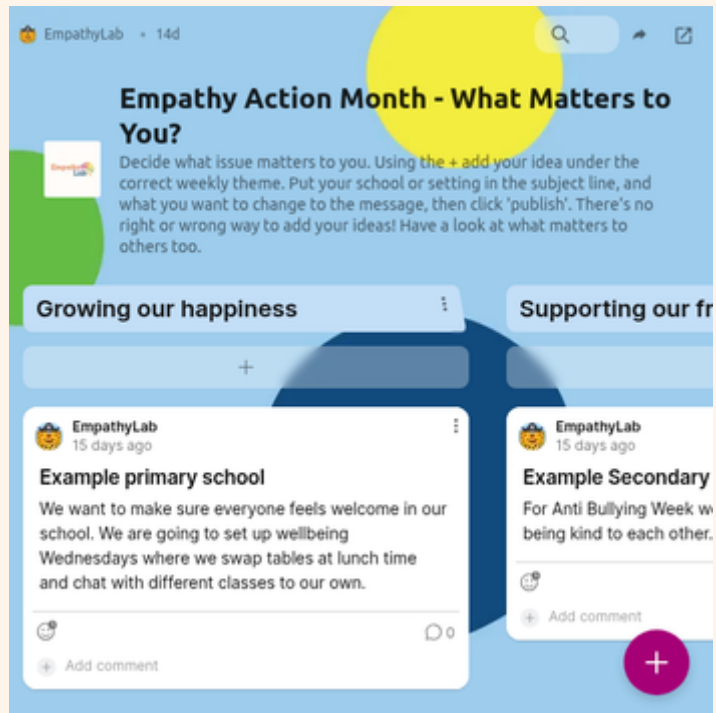 EmpathyLab • 14d
Empathy Action Month - What Matters to
You?
Empathy
Lab
Decide what issue matters to you. Using the + add your idea under the
correct weekly theme. Put your school or setting in the subject line, and
what you want to change to the message, then click 'publish'. There's no
right or wrong way to add your ideas! Have a look at what matters to
others too.
Growing our happiness
+
EmpathyLab
15 days ago
Example primary school
We want to make sure everyone feels welcome in our
school. We are going to set up wellbeing
Wednesdays where we swap tables at lunch time
and chat with different classes to our own.
0
+ Add comment
Supporting our fr
EmpathyLab
15 days ago
Example Secondary
For Anti Bullying Week w
being kind to each other.
+ Add comment
+